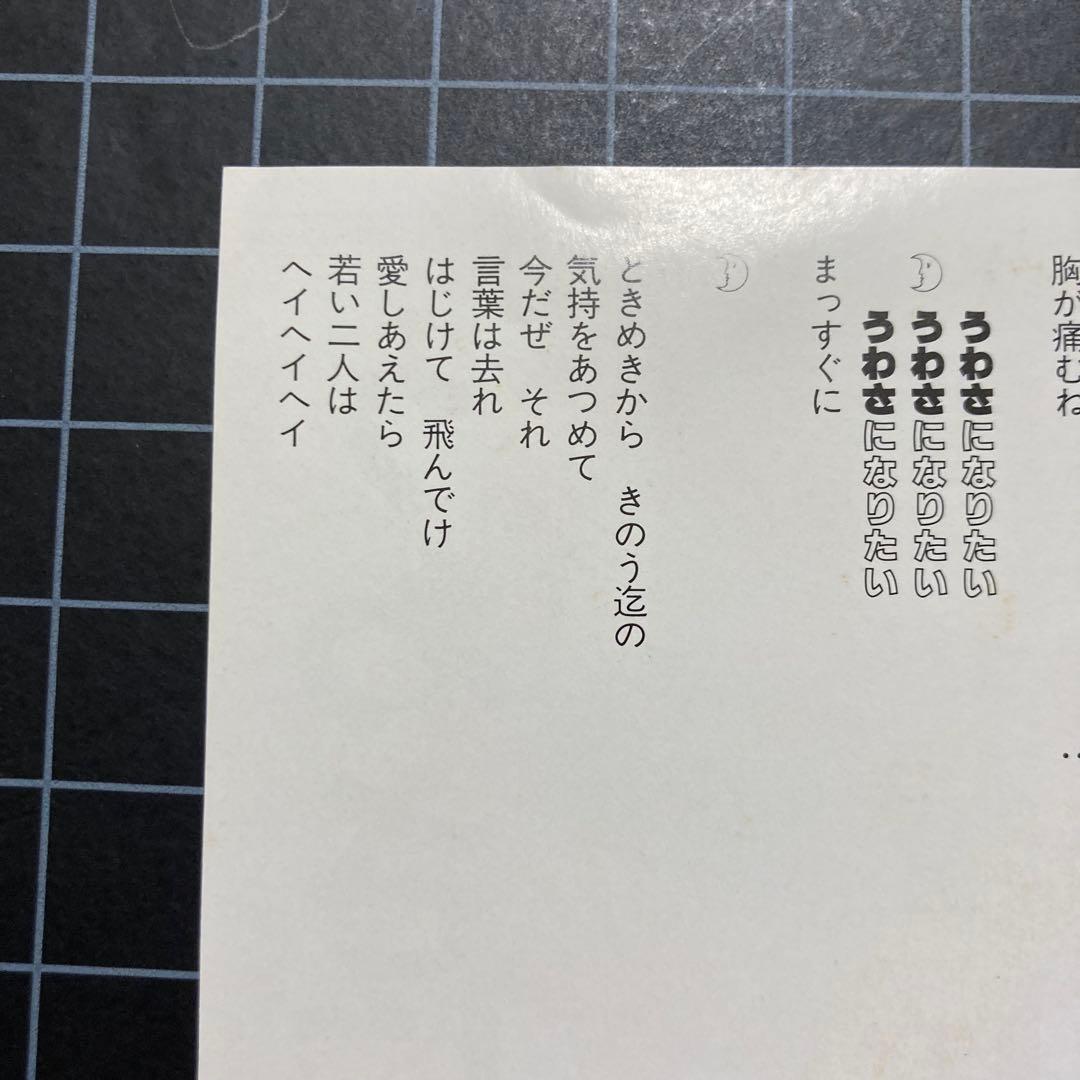 胸が痛むね
……
うわさになりたい
うわさになりたい
うわさになりたい
まっすぐに
ときめきから　きのう迄の
気持をあつめて
今だぜ　それ
言葉は去れ
はじけて　飛んでけ
愛しあえたら
若い二人は
ヘイヘイヘイ